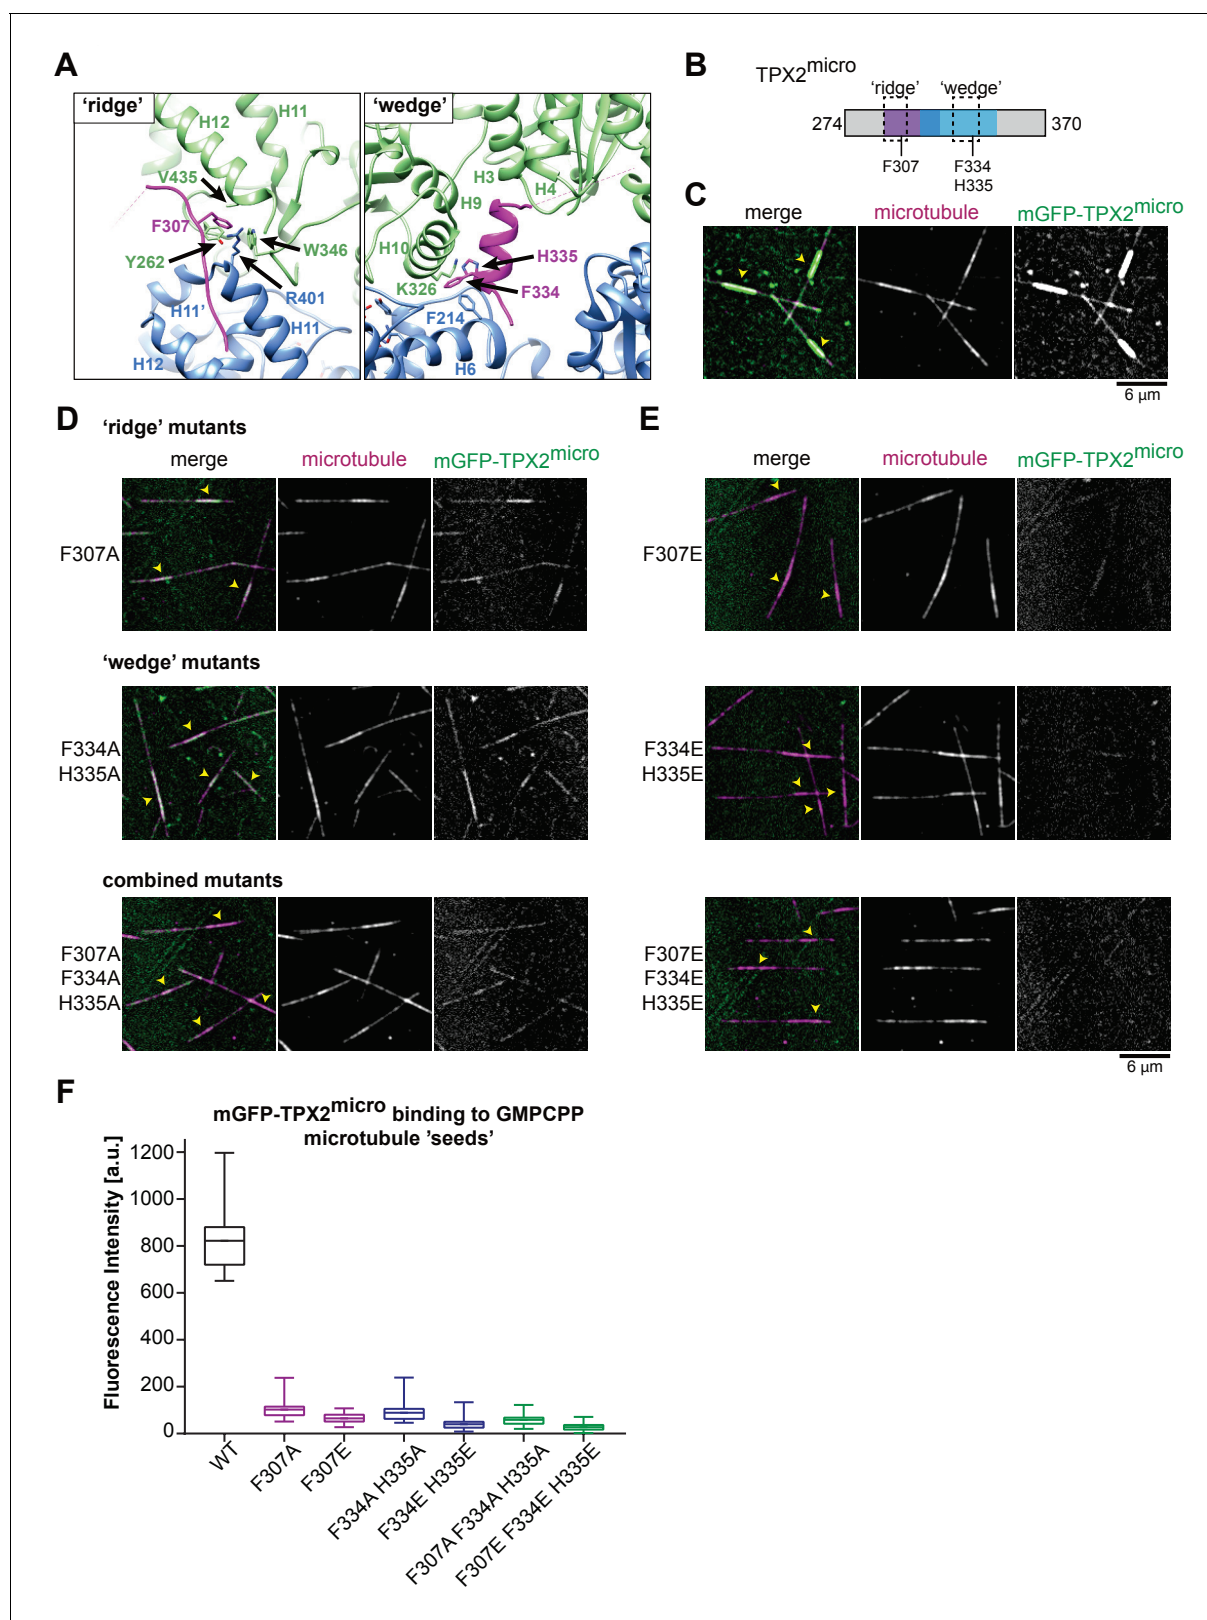 A
'ridge'
'wedge'
H11
H12
V435
F307
Y262
W346
R401
H11'
H11
H12
H3
H4
H9
H10
H335
K326
F334
F214
H6
B
TPX2micro
'ridge' 'wedge'
274 370
F307 F334
H335
C
merge microtubule mGFP-TPX2micro
6 µm
D
'ridge' mutants
merge microtubule mGFP-TPX2micro
F307A
'wedge' mutants
F334A
H335A
combined mutants
F307A
F334A
H335A
E
merge microtubule mGFP-TPX2micro
F307E
F334E
H335E
F307E
F334E
H335E
6 µm
F
mGFP-TPX2micro binding to GMPCPP
microtubule 'seeds'
Fluorescence Intensity [a.u.]
1200
1000
800
600
400
200
0
WT
F307A
F307E
F334A H335A
F334E H335E
F307A F334A H335A
F307E F334E H335E